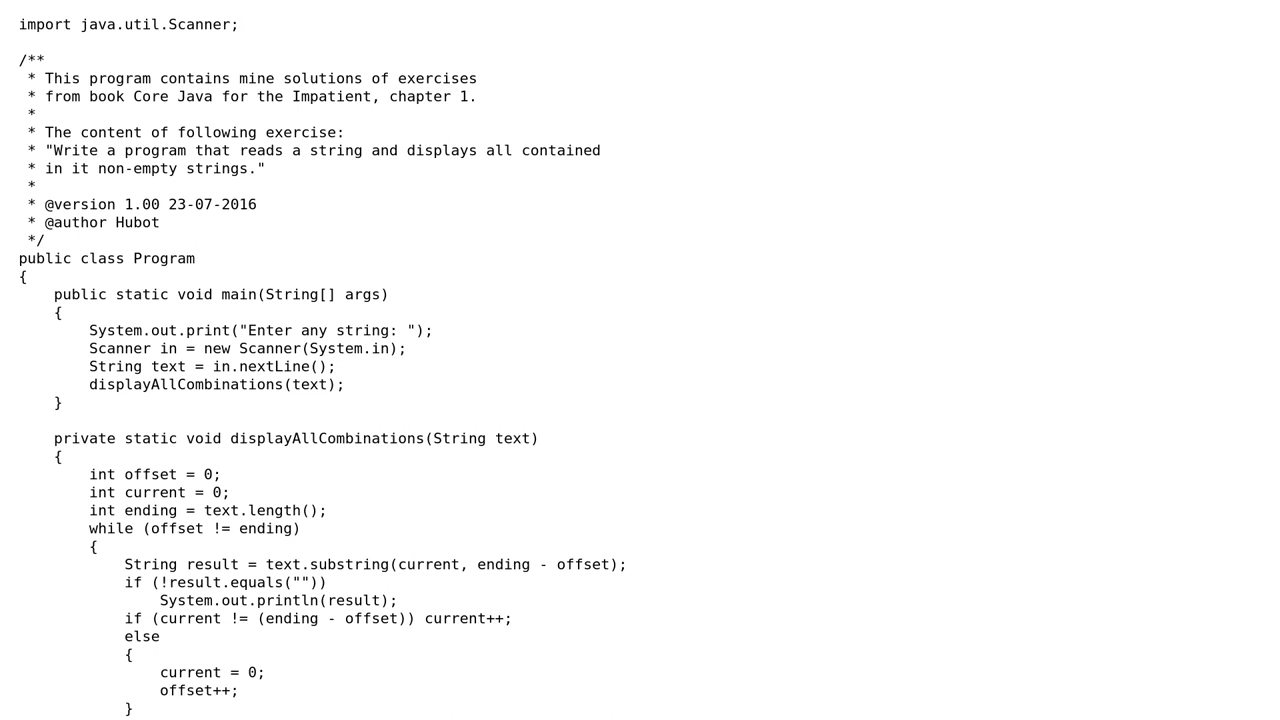 import java.util.Scanner;

/**
 * This program contains mine solutions of exercises
 * from book Core Java for the Impatient, chapter 1.
 *
 * The content of following exercise:
 * "Write a program that reads a string and displays all contained
 * in it non-empty strings."
 *
 * @version 1.00 23-07-2016
 * @author Hubot
 */
public class Program
{
    public static void main(String[] args)
    {
        System.out.print("Enter any string: ");
        Scanner in = new Scanner(System.in);
        String text = in.nextLine();
        displayAllCombinations(text);
    }

    private static void displayAllCombinations(String text)
    {
        int offset = 0;
        int current = 0;
        int ending = text.length();
        while (offset != ending)
        {
            String result = text.substring(current, ending - offset);
            if (!result.equals(""))
                System.out.println(result);
            if (current != (ending - offset)) current++;
            else
            {
                current = 0;
                offset++;
            }